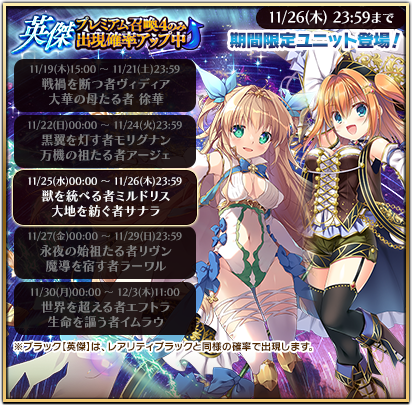 英傑 プレミアム召喚4のみ
出現確率アップ中
11/26(木) 23:59まで
期間限定ユニット登場!
11/19(木)15:00 ~ 11/21(土)23:59
戦禍を断つ者ヴィディア
大華の母たる者 徐華
11/22(日)00:00 ~ 11/24(火)23:59
黒翼を灯す者モリグナン
万機の祖たる者アージェ
11/25(水)00:00 ~ 11/26(木)23:59
獣を統べる者ミルドリス
大地を紡ぐ者サナラ
11/27(金)00:00 ~ 11/29(日)23:59
永夜の始祖たる者リヴン
魔導を宿す者ラーワル
11/30(月)00:00 ~ 12/3(木)11:00
世界を超える者エフトラ
生命を謳う者イムラウ
※ブラック【英傑】は、レアリティブラックと同様の確率で出現します。